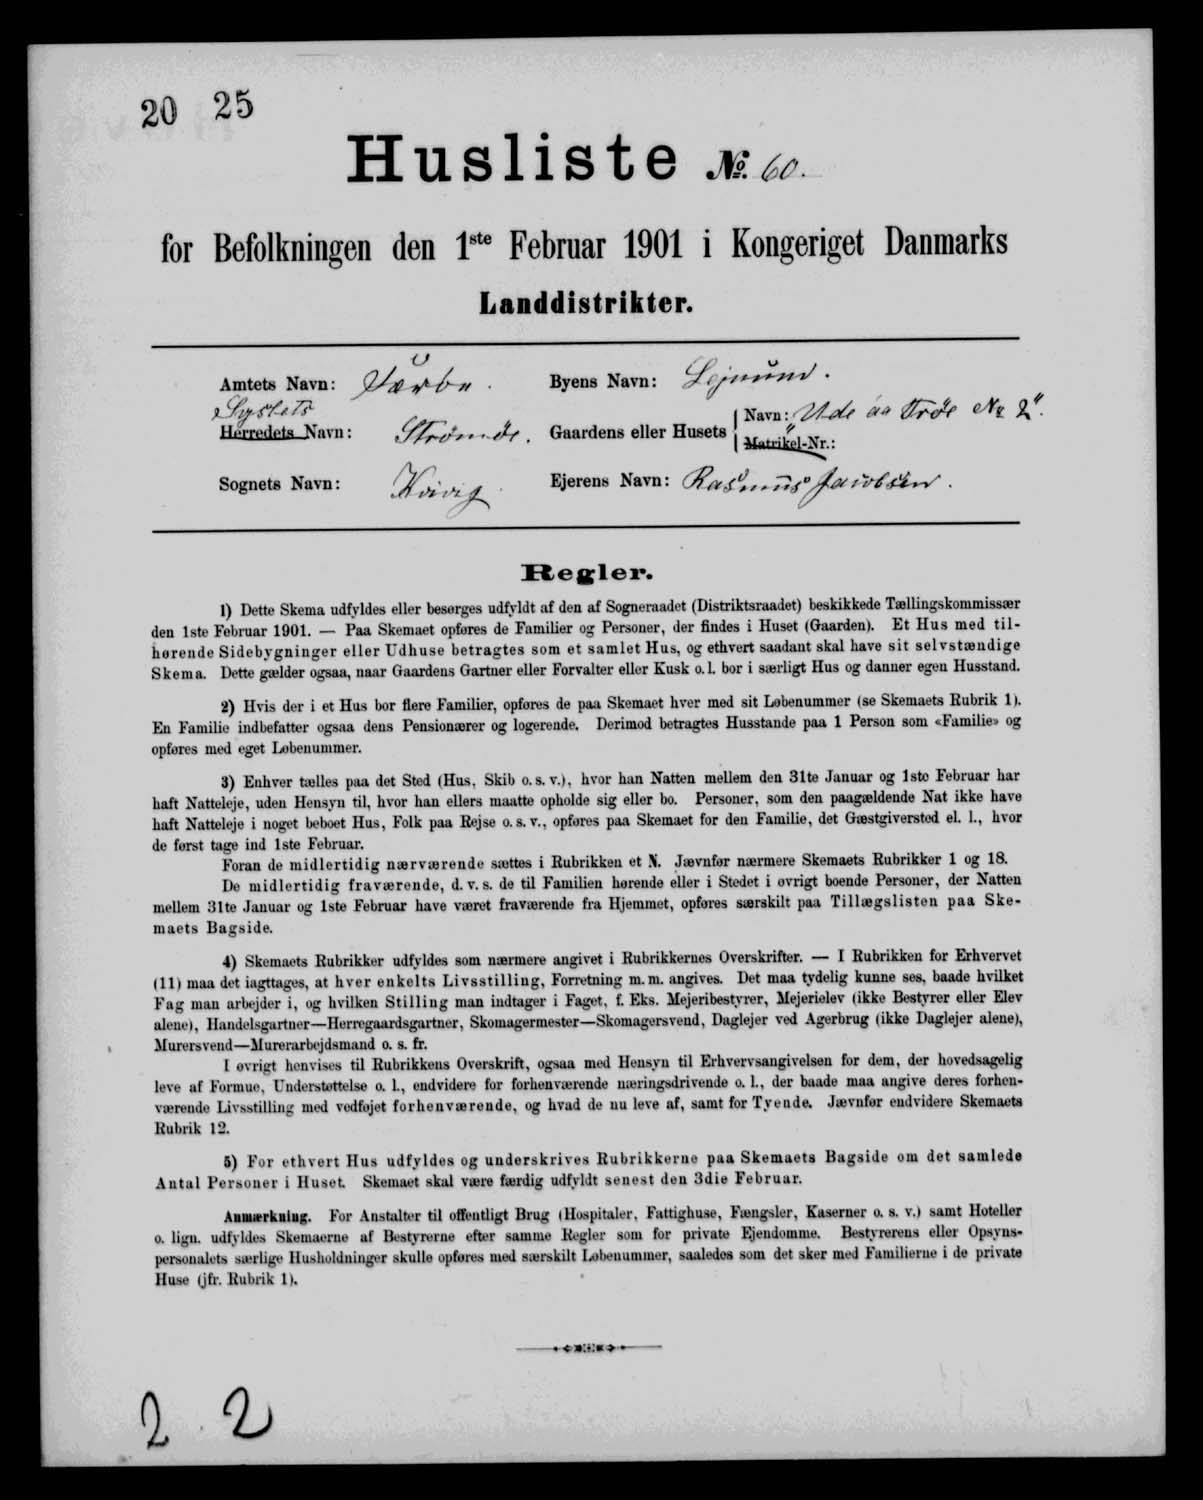 20 25
Husliste № 60.
for Befolkningen den 1ste Februar 1901 i Kongeriget Danmarks
Landdistrikter.
Amtets Navn: Færøe. Byens Navn: Lejnum.
Syslets
Herredets Navn: Strömöe. Gaardens eller Husets Navn: "Ude aa Trøe № 2".
Matrikel-Nr.:
Sognets Navn: Kvivig Ejerens Navn: Rasmus Jacobsen.
Regler.
1) Dette Skema udfyldes eller besørges udfyldt af den af Sogneraadet (Distriktsraadet) beskikkede Tællingskommissær
den 1ste Februar 1901. — Paa Skemaet opføres de Familier og Personer, der findes i Huset (Gaarden). Et Hus med til-
hørende Sidebygninger eller Udhuse betragtes som et samlet Hus, og ethvert saadant skal have sit selvstændige
Skema. Dette gælder ogsaa, naar Gaardens Gartner eller Forvalter eller Kusk o. l. bor i særligt Hus og danner egen Husstand.
2) Hvis der i et Hus bor flere Familier, opføres de paa Skemaet hver med sit Løbenummer (se Skemaets Rubrik 1).
En Familie indbefatter ogsaa dens Pensionærer og logerende. Derimod betragtes Husstande paa 1 Person som «Familie» og
opføres med eget Løbenummer.
3) Enhver tælles paa det Sted (Hus, Skib o. s. v.), hvor han Natten mellem den 31te Januar og 1ste Februar har
haft Natteleje, uden Hensyn til, hvor han ellers maatte opholde sig eller bo. Personer, som den paagældende Nat ikke have
haft Natteleje i noget beboet Hus, Folk paa Rejse o. s. v., opføres paa Skemaet for den Familie, det Gæstgiversted el. l., hvor
de først tage ind 1ste Februar.
Foran de midlertidig nærværende sættes i Rubrikken et N. Jævnfør nærmere Skemaets Rubrikker 1 og 18.
De midlertidig fraværende, d. v. s. de til Familien hørende eller i Stedet i øvrigt boende Personer, der Natten
mellem 31te Januar og 1ste Februar have været fraværende fra Hjemmet, opføres særskilt paa Tillægslisten paa Ske-
maets Bagside.
4) Skemaets Rubrikker udfyldes som nærmere angivet i Rubrikkernes Overskrifter. — I Rubrikken for Erhvervet
(11) maa det iagttages, at hver enkelts Livsstilling, Forretning m. m. angives. Det maa tydelig kunne ses, baade hvilket
Fag man arbejder i, og hvilken Stilling man indtager i Faget, f. Eks. Mejeribestyrer, Mejerielev (ikke Bestyrer eller Elev
alene), Handelsgartner—Herregaardsgartner, Skomagermester—Skomagersvend, Daglejer ved Agerbrug (ikke Daglejer alene),
Murersvend—Murerarbejdsmand o. s. fr.
I øvrigt henvises til Rubrikkens Overskrift, ogsaa med Hensyn til Erhvervsangivelsen for dem, der hovedsagelig
leve af Formue, Understøttelse o. l., endvidere for forhenværende næringsdrivende o. l., der baade maa angive deres forhen-
værende Livsstilling med vedføjet forhenværende, og hvad de nu leve af, samt for Tyende. Jævnfør endvidere Skemaets
Rubrik 12.
5) For ethvert Hus udfyldes og underskrives Rubrikkerne paa Skemaets Bagside om det samlede
Antal Personer i Huset. Skemaet skal være færdig udfyldt senest den 3die Februar.
Anmærkning. For Anstalter til offentligt Brug (Hospitaler, Fattighuse, Fængsler, Kaserner o. s. v.) samt Hoteller
o. lign. udfyldes Skemaerne af Bestyrerne efter samme Regler som for private Ejendomme. Bestyrerens eller Opsyns-
personalets særlige Husholdninger skulle opføres med særskilt Løbenummer, saaledes som det sker med Familierne i de private
Huse (jfr. Rubrik 1).
2 2